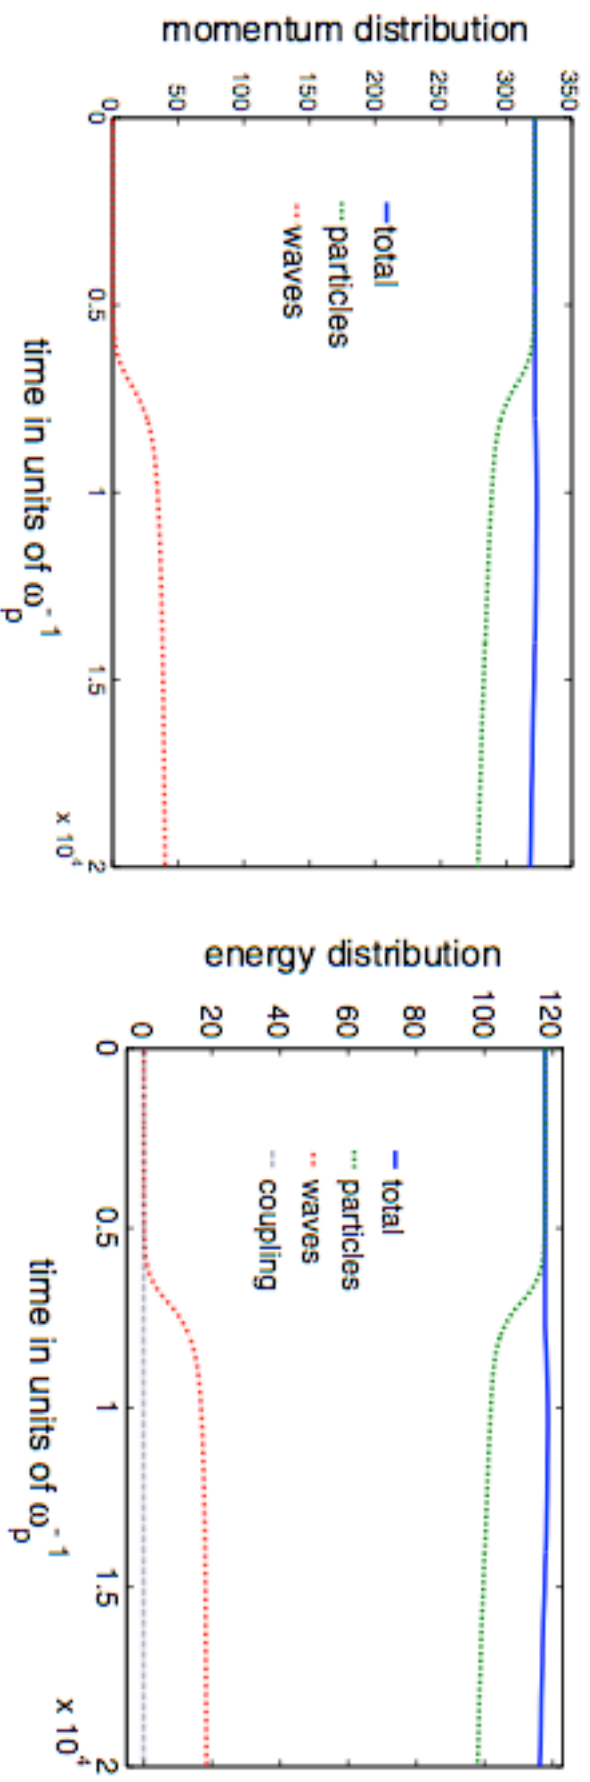 momentum distribution
350
300
250
200
150
100
50
0
total
particles
waves
0
0.5
1
1.5
2
x 10⁴
time in units of ωₚ⁻¹
energy distribution
120
100
80
60
40
20
0
total
particles
waves
coupling
0
0.5
1
1.5
2
x 10⁴
time in units of ωₚ⁻¹